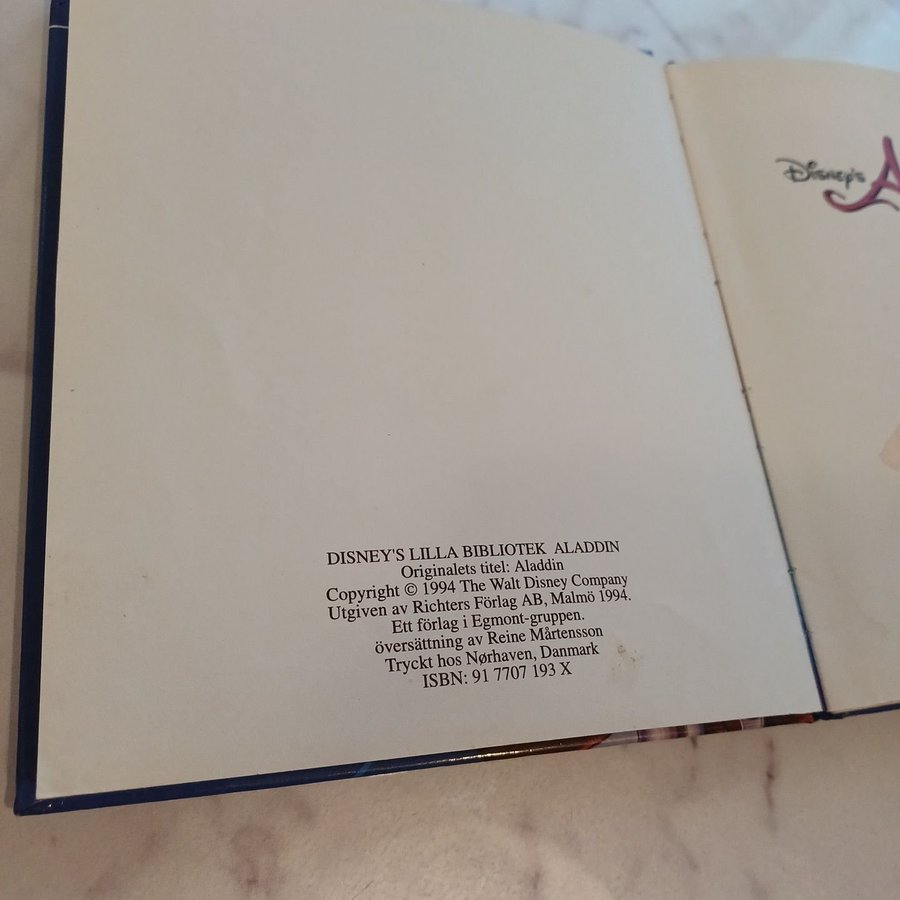 DISNEY'S LILLA BIBLIOTEK ALADDIN
Originalets titel: Aladdin
Copyright © 1994 The Walt Disney Company
Utgiven av Richters Förlag AB, Malmö 1994.
Ett förlag i Egmont-gruppen.
översättning av Reine Mårtensson
Tryckt hos Nørhaven, Danmark
ISBN: 91 7707 193 X
DISNEY'S A